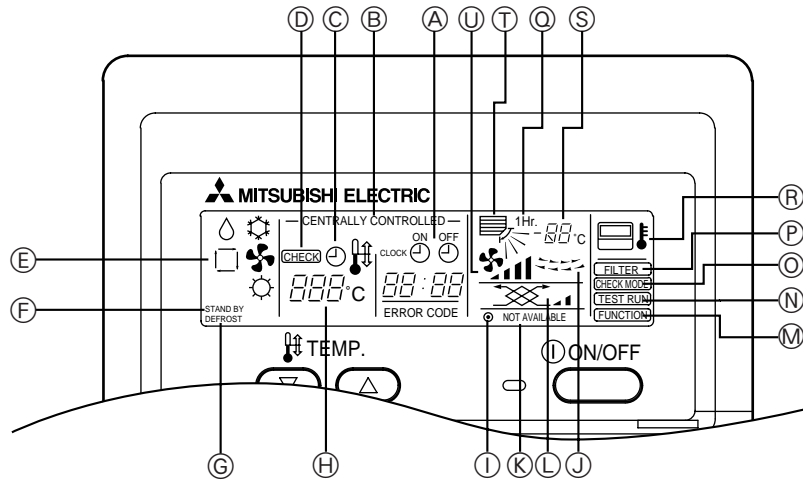 Ⓓ Ⓒ Ⓑ Ⓐ Ⓤ Ⓣ Ⓠ Ⓢ
MITSUBISHI ELECTRIC
CENTRALLY CONTROLLED
1Hr.
ON OFF
CHECK
CLOCK
88 °C
888 °C
88:88
ERROR CODE
STAND BY
DEFROST
NOT AVAILABLE
FILTER
CHECK MODE
TEST RUN
FUNCTION
Ⓔ
Ⓕ
Ⓡ
Ⓟ
Ⓞ
Ⓝ
Ⓜ
TEMP.
ON/OFF
Ⓖ Ⓗ Ⓘ Ⓚ Ⓛ Ⓙ